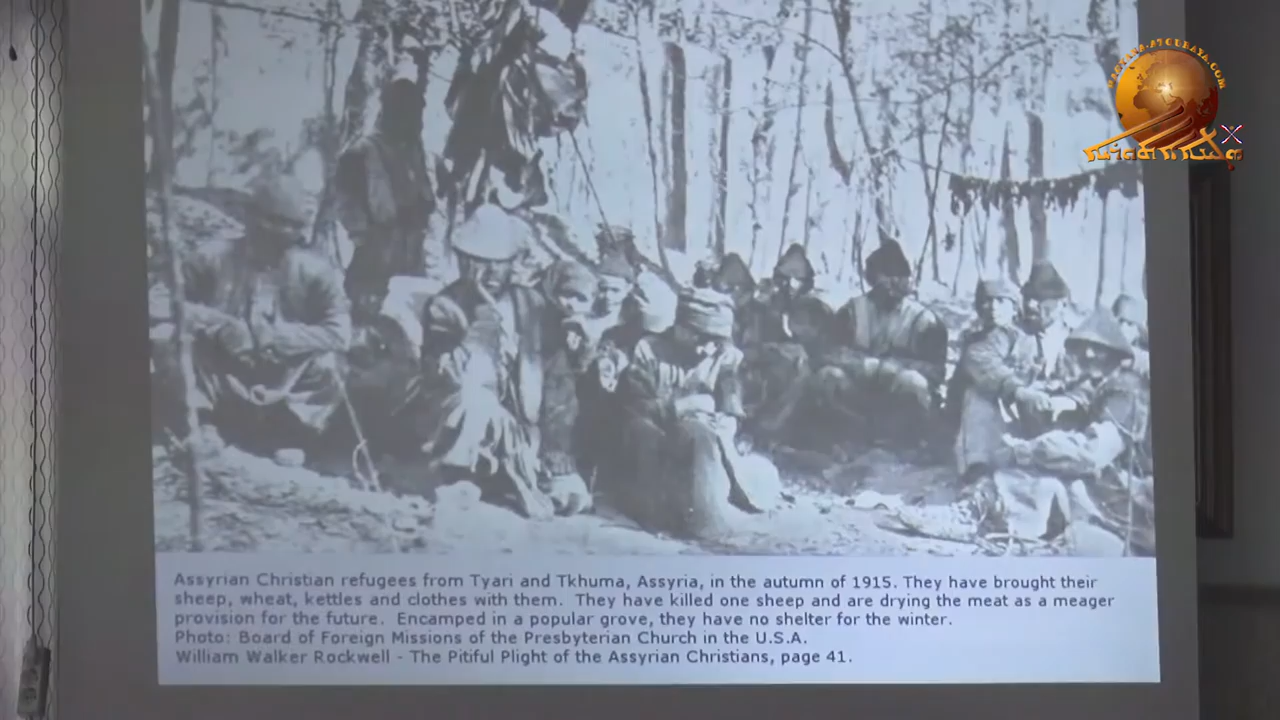 Assyrian Christian refugees from Tyari and Tkhuma, Assyria, in the autumn of 1915. They have brought their
sheep, wheat, kettles and clothes with them. They have killed one sheep and are drying the meat as a meager
provision for the future. Encamped in a popular grove, they have no shelter for the winter.
Photo: Board of Foreign Missions of the Presbyterian Church in the U.S.A.
William Walker Rockwell - The Pitiful Plight of the Assyrian Christians, page 41.